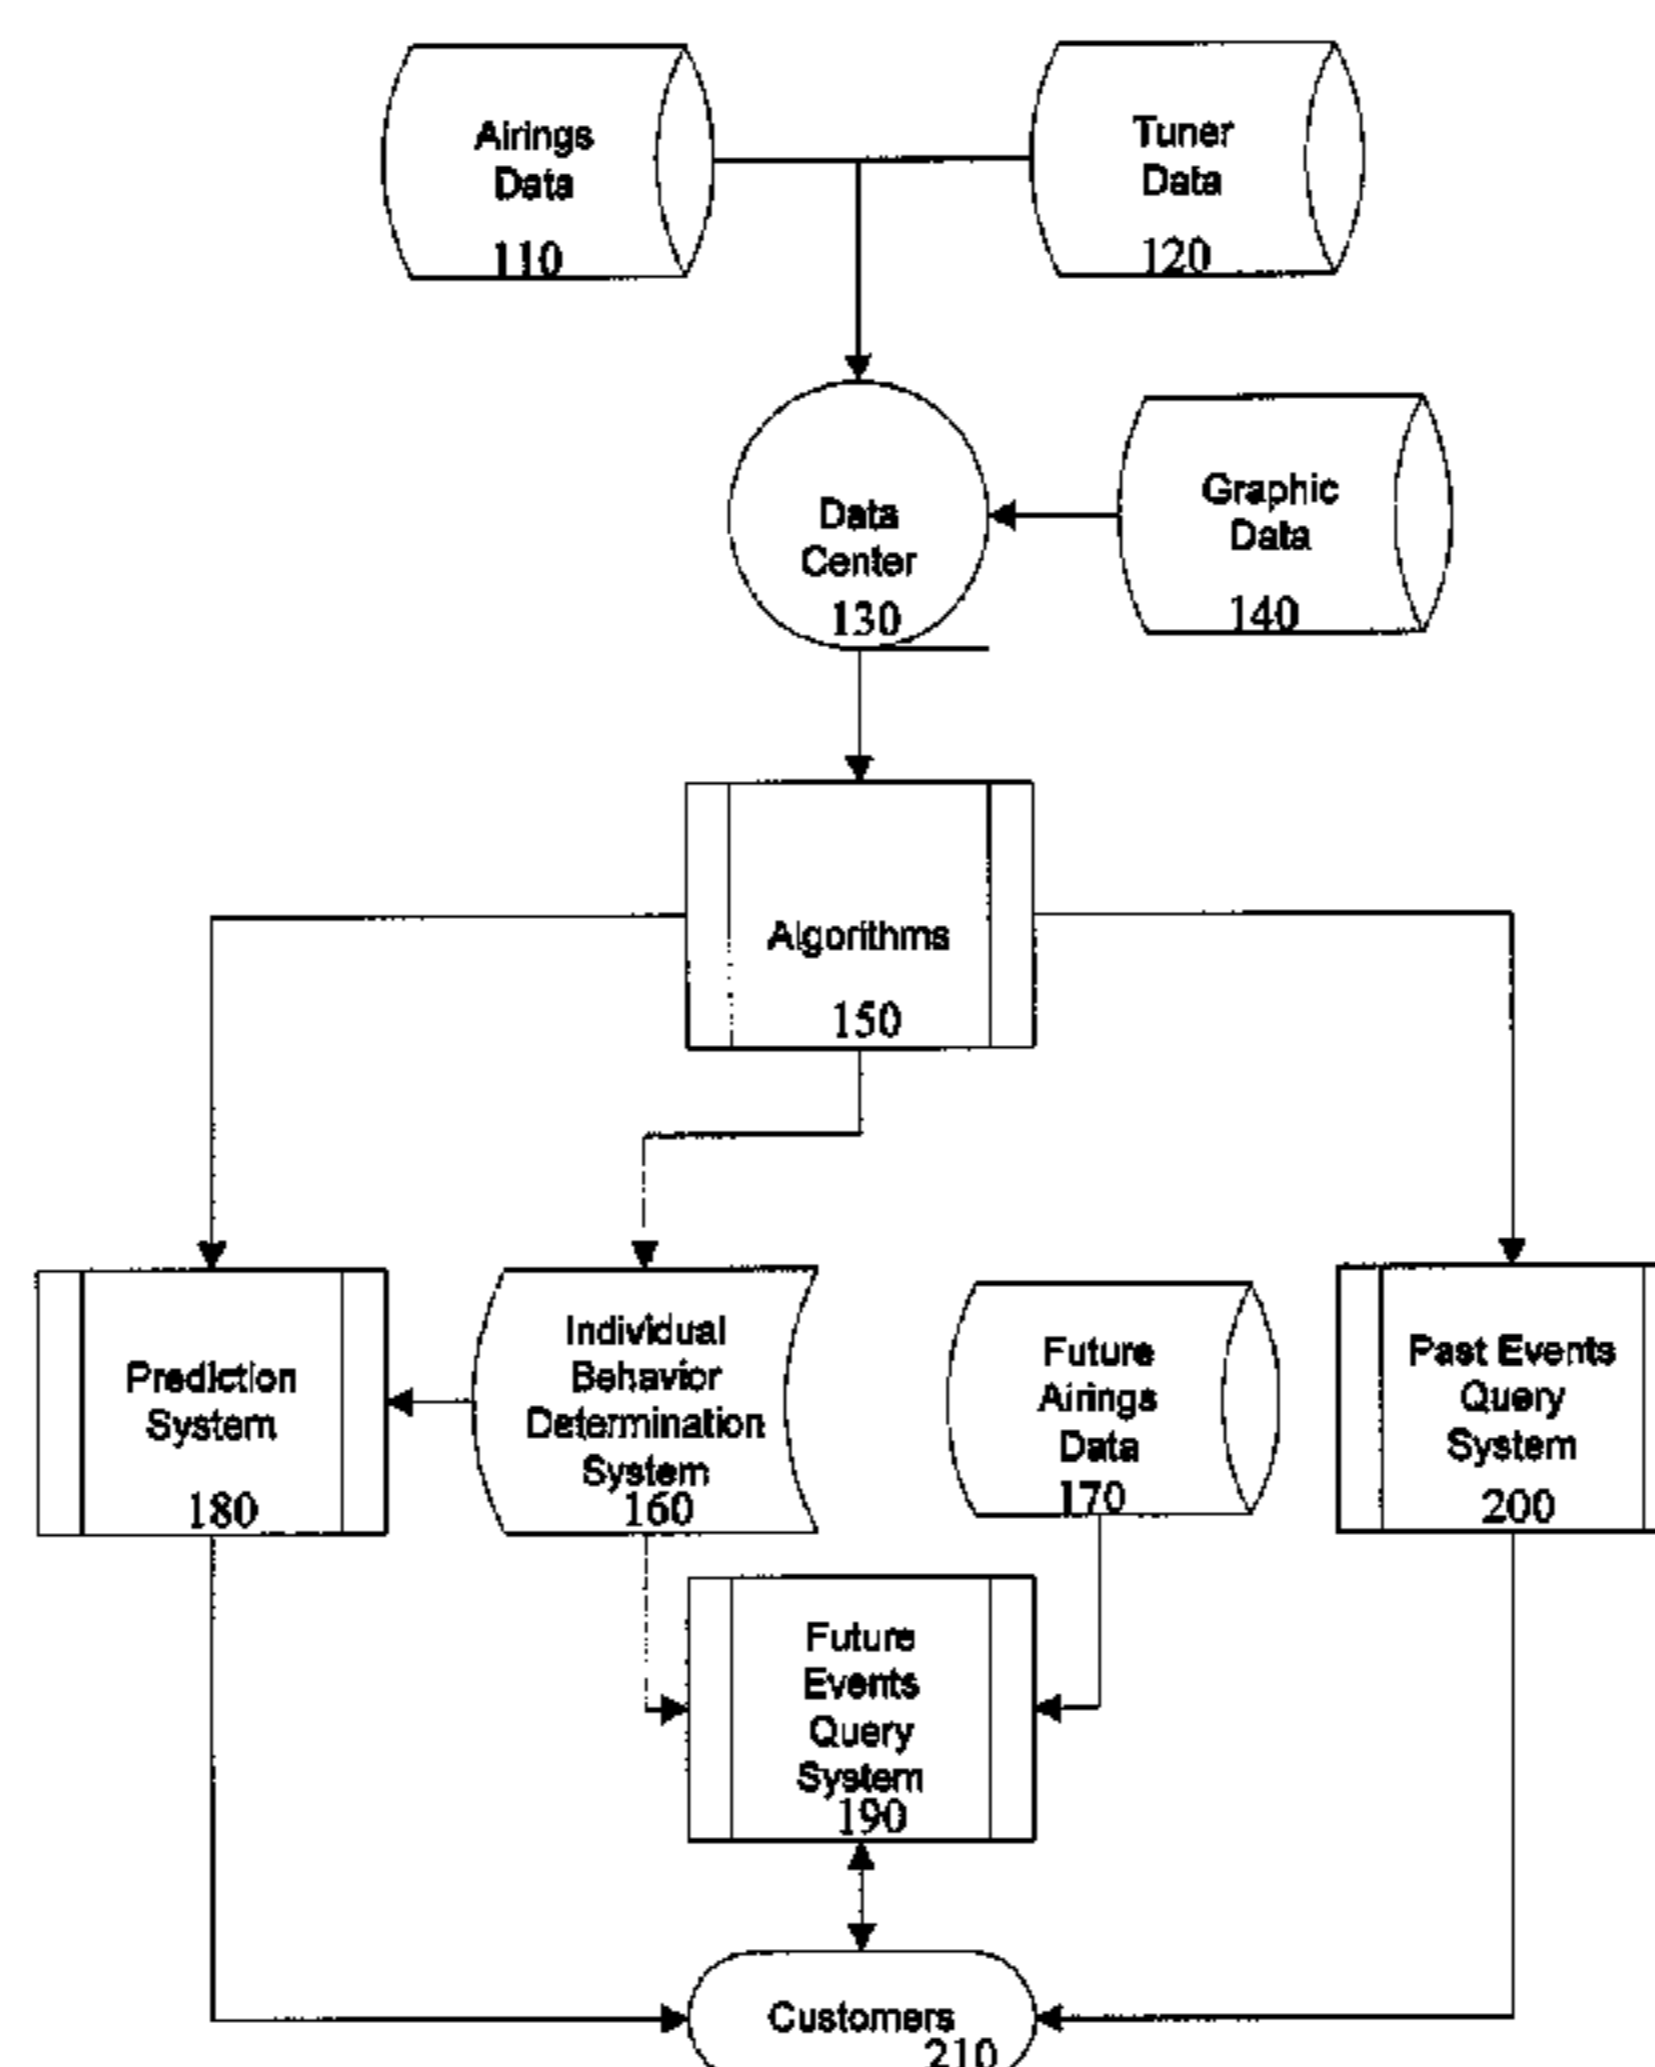 Airings
Data
110
Tuner
Data
120
Data
Center
130
Graphic
Data
140
Algorithms
150
Prediction
System
180
Individual
Behavior
Determination
System
160
Future
Airings
Data
170
Past Events
Query
System
200
Future
Events
Query
System
190
Customers
210